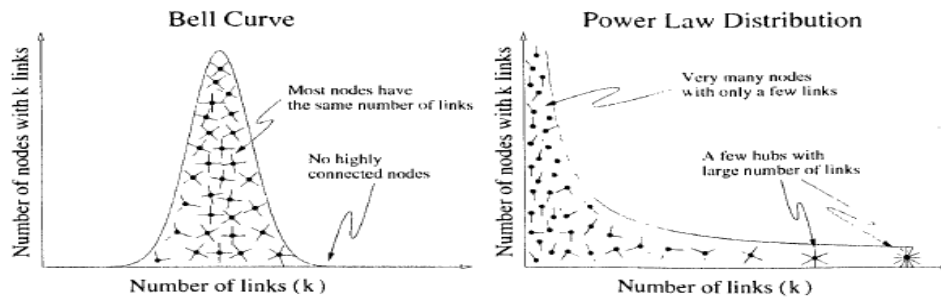 Bell Curve
Number of nodes with k links
Most nodes have
the same number of links
No highly
connected nodes
Number of links (k)
Power Law Distribution
Number of nodes with k links
Very many nodes
with only a few links
A few hubs with
large number of links
Number of links (k)